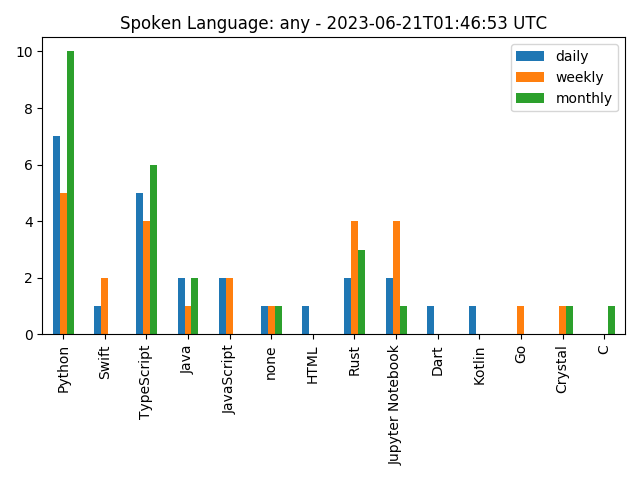 Spoken Language: any - 2023-06-21T01:46:53 UTC
daily
weekly
monthly
10
8
6
4
2
0
Python
Swift
TypeScript
Java
JavaScript
none
HTML
Rust
Jupyter Notebook
Dart
Kotlin
Go
Crystal
C